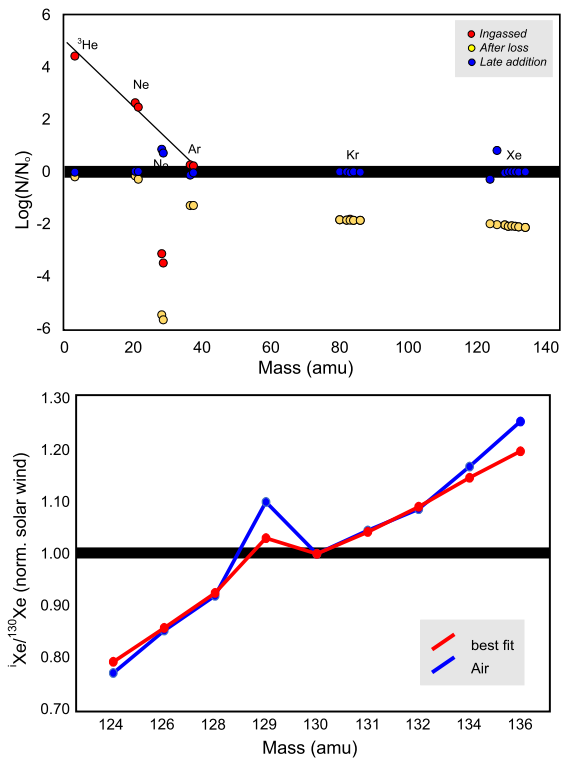 6
Ingassed
After loss
Late addition
³He
4
Ne
2
Ar
Kr
Xe
0
Log(N/N₀)
-2
-4
-6
0 20 40 60 80 100 120 140
Mass (amu)
1.30
1.20
1.10
1.00
0.90
0.80
0.70
ⁱXe/¹³⁰Xe (norm. solar wind)
best fit
Air
124 126 128 129 130 131 132 134 136
Mass (amu)